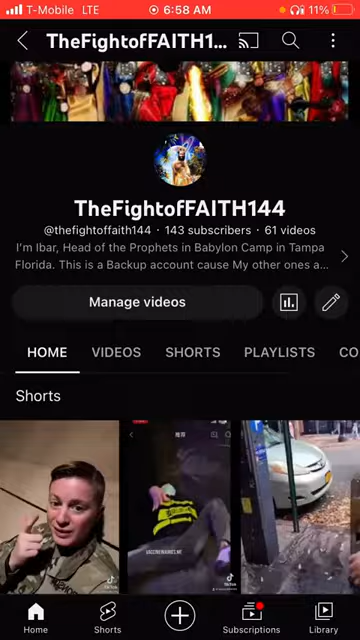 T-Mobile LTE 6:58 AM 11%
TheFightofFAITH1...
TheFightofFAITH144
@thefightoffaith144 · 143 subscribers · 61 videos
I'm Ibar, Head of the Prophets in Babylon Camp in Tampa
Florida. This is a Backup account cause My other ones a...
Manage videos
HOME VIDEOS SHORTS PLAYLISTS CO
Shorts
TikTok
TikTok
Home Shorts Subscriptions Library